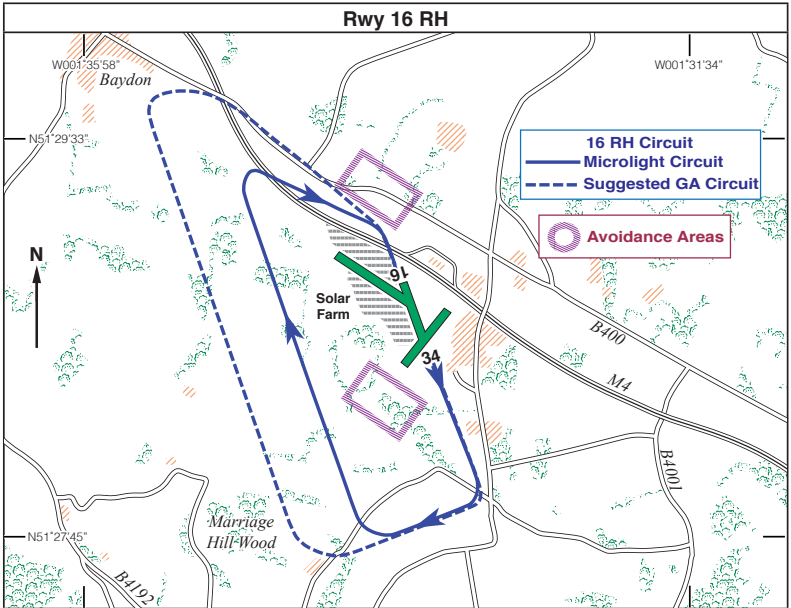 Rwy 16 RH
W001°35'58"
W001°31'34"
Baydon
N51°29'33"
16 RH Circuit
Microlight Circuit
Suggested GA Circuit
Avoidance Areas
N
16
Solar
Farm
34
B400
M4
B4001
Marriage
Hill Wood
N51°27'45"
B4192